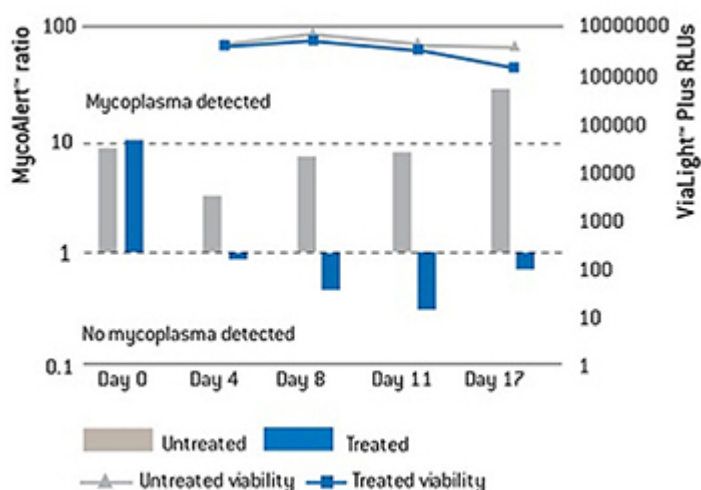 100
10
1
0.1
MycoAlert™ ratio
Mycoplasma detected
No mycoplasma detected
10000000
1000000
100000
10000
1000
100
10
1
ViaLight™ Plus RLUs
Day 0 Day 4 Day 8 Day 11 Day 17
Untreated Treated
Untreated viability Treated viability